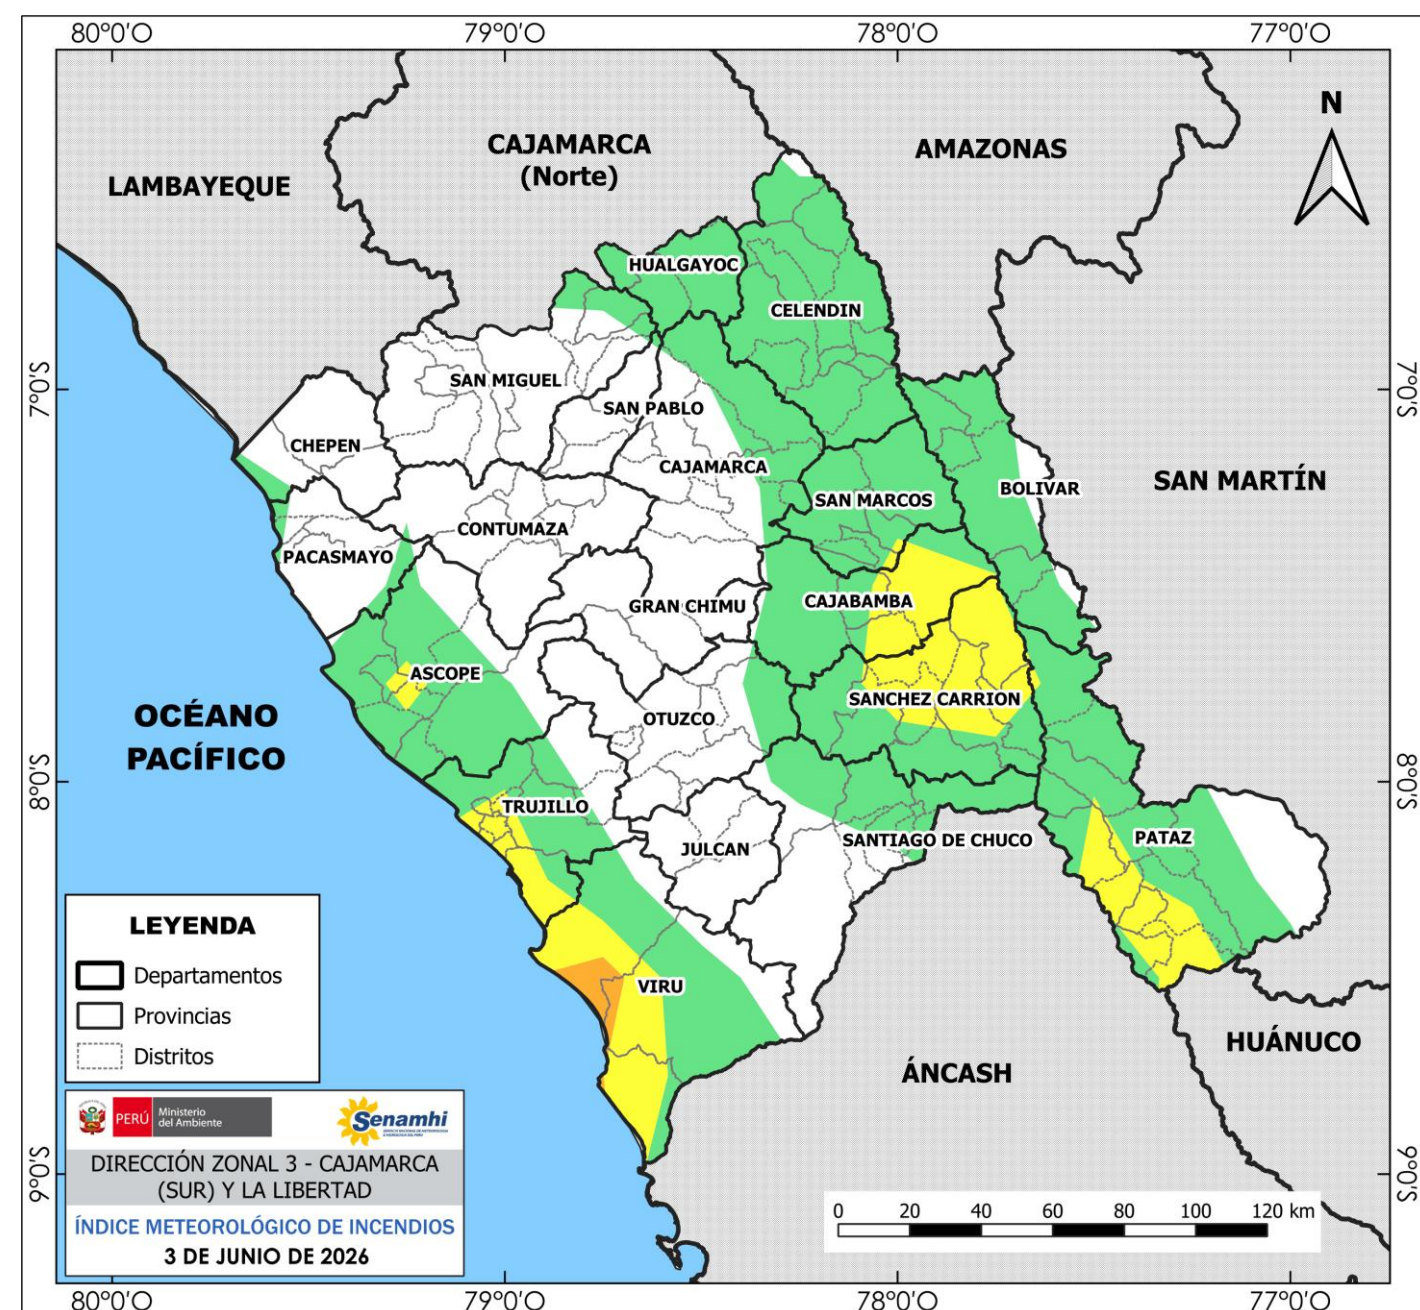 80°0'O 79°0'O 78°0'O 77°0'O
N
CAJAMARCA
(Norte)
AMAZONAS
LAMBAYEQUE
HUALGAYOC
CELENDIN
7°0'S
7°0'S
SAN MIGUEL
SAN PABLO
CHEPEN
CAJAMARCA
SAN MARCOS
BOLIVAR
SAN MARTÍN
CONTUMAZA
PACASMAYO
GRAN CHIMU
CAJABAMBA
ASCOPE
SANCHEZ CARRION
OCÉANO
PACÍFICO
OTUZCO
8°0'S
8°0'S
TRUJILLO
JULCAN
SANTIAGO DE CHUCO
PATAZ
VIRU
HUÁNUCO
ÁNCASH
LEYENDA
Departamentos
Provincias
Distritos
PERÚ
Ministerio
del Ambiente
Senamhi
DIRECCIÓN ZONAL 3 - CAJAMARCA
(SUR) Y LA LIBERTAD
ÍNDICE METEOROLÓGICO DE INCENDIOS
3 DE JUNIO DE 2026
9°0'S
9°0'S
0 20 40 60 80 100 120 km
80°0'O 79°0'O 78°0'O 77°0'O